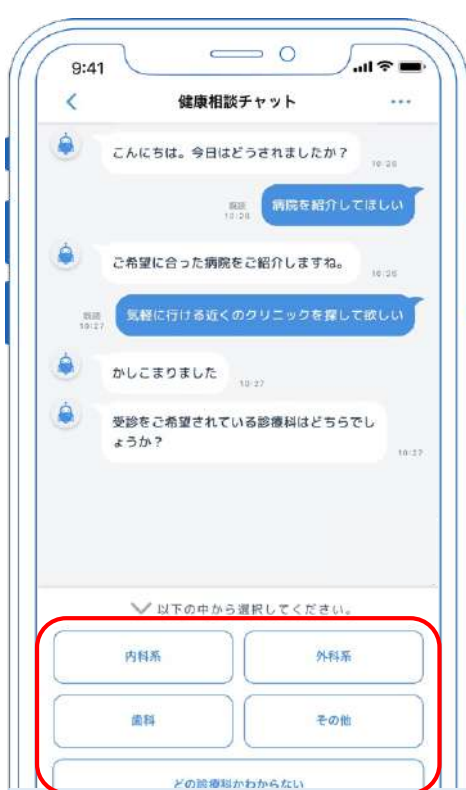 9:41
健康相談チャット
こんにちは。今日はどうされましたか？
10:26
既読
10:26
病院を紹介してほしい
ご希望に合った病院をご紹介しますね。
10:26
既読
10:27
気軽に行ける近くのクリニックを探して欲しい
かしこまりました
10:27
受診をご希望されている診療科はどちらでし
ょうか？
10:27
以下の中から選択してください。
内科系
外科系
歯科
その他
どの診療科かわからない